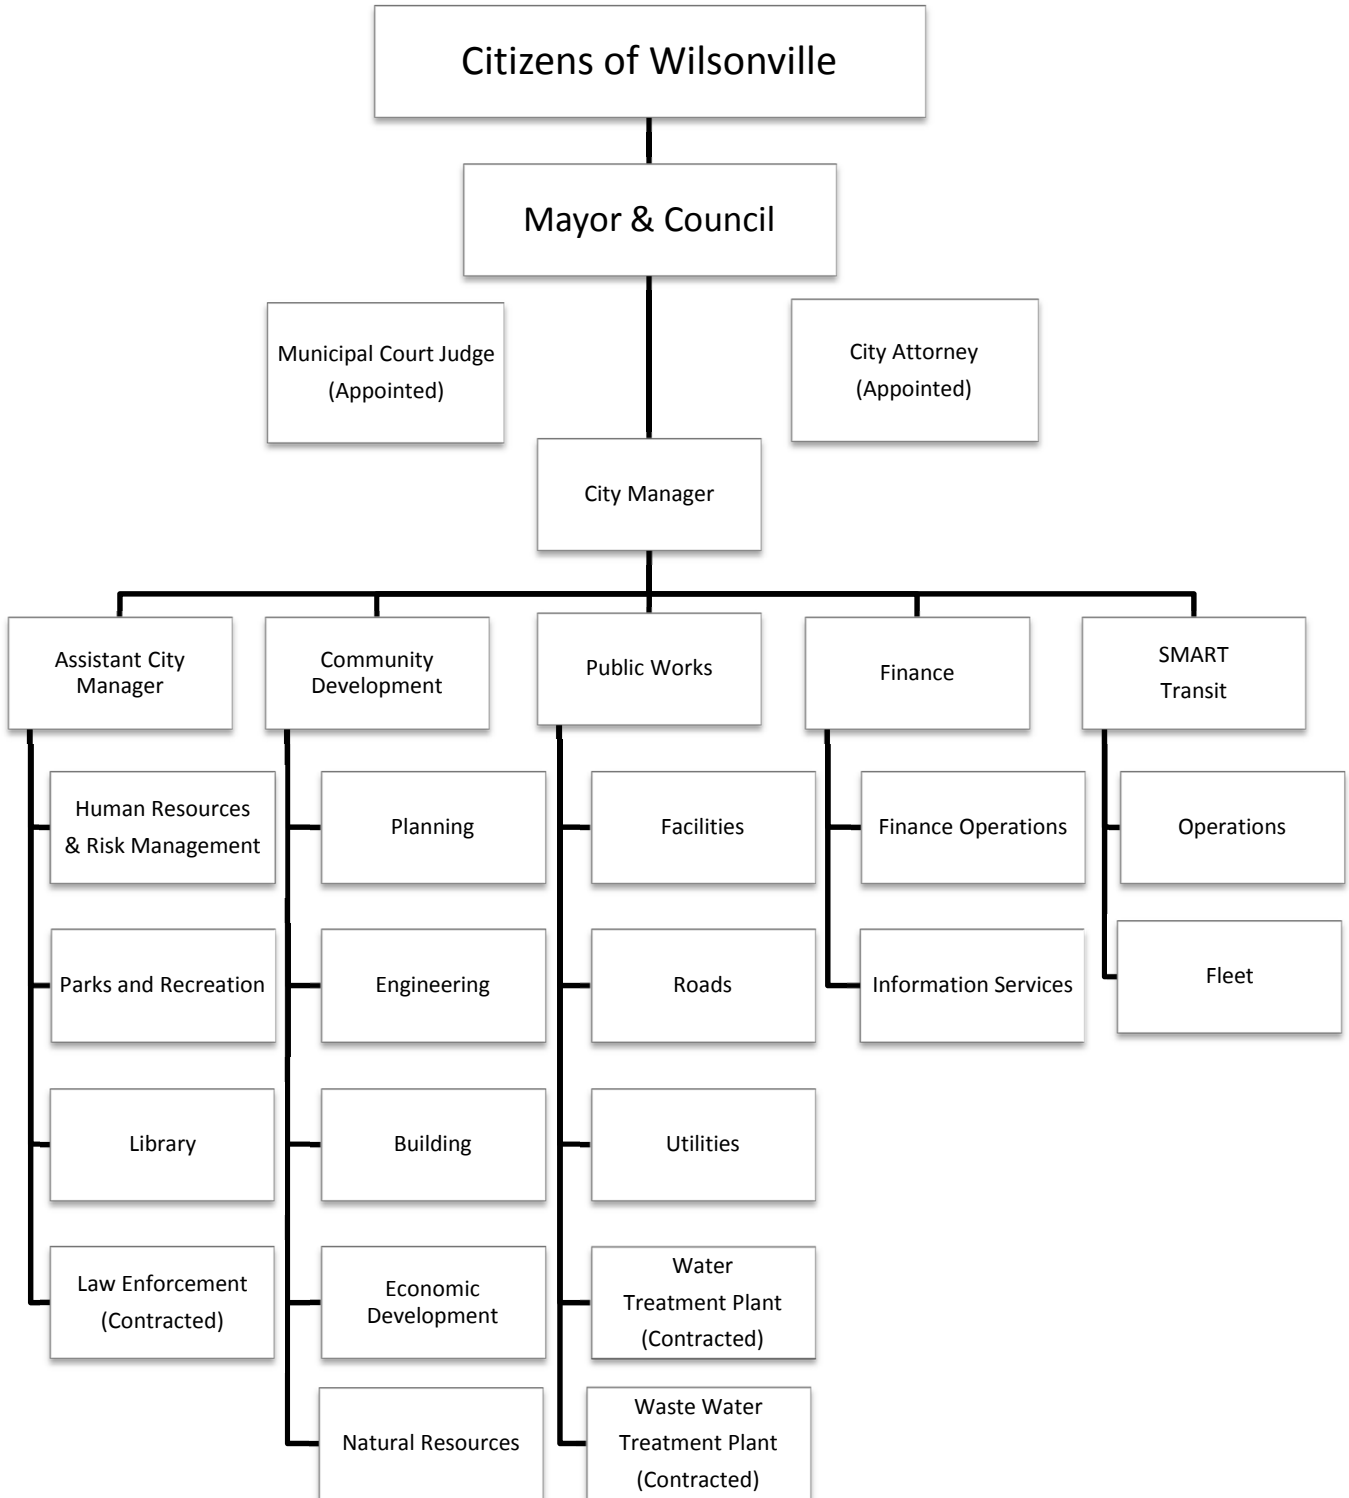 Citizens of Wilsonville
Mayor & Council
Municipal Court Judge
(Appointed)
City Attorney
(Appointed)
City Manager
Assistant City
Manager
Community
Development
Public Works
Finance
SMART
Transit
Human Resources
& Risk Management
Planning
Facilities
Finance Operations
Operations
Parks and Recreation
Engineering
Roads
Information Services
Fleet
Library
Building
Utilities
Law Enforcement
(Contracted)
Economic
Development
Water
Treatment Plant
(Contracted)
Natural Resources
Waste Water
Treatment Plant
(Contracted)